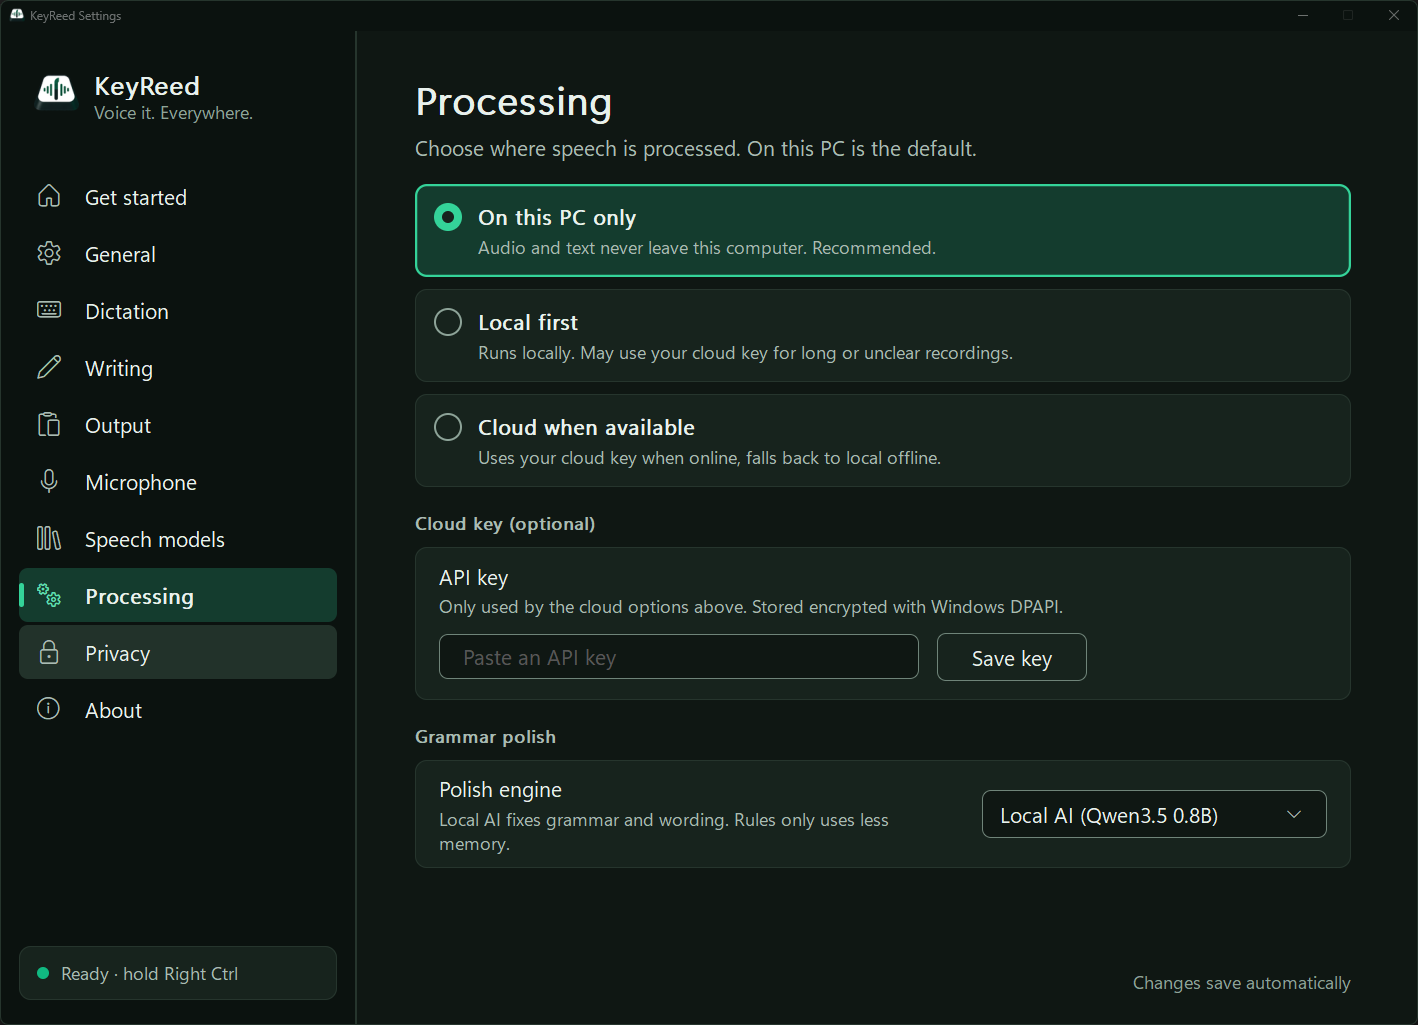 KeyReed Settings
KeyReed
Voice it. Everywhere.
Get started
General
Dictation
Writing
Output
Microphone
Speech models
Processing
Privacy
About
Ready · hold Right Ctrl
Processing
Choose where speech is processed. On this PC is the default.
On this PC only
Audio and text never leave this computer. Recommended.
Local first
Runs locally. May use your cloud key for long or unclear recordings.
Cloud when available
Uses your cloud key when online, falls back to local offline.
Cloud key (optional)
API key
Only used by the cloud options above. Stored encrypted with Windows DPAPI.
Paste an API key
Save key
Grammar polish
Polish engine
Local AI fixes grammar and wording. Rules only uses less
memory.
Local AI (Qwen3.5 0.8B)
Changes save automatically